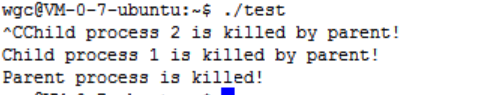 wgc@VM-0-7-ubuntu:~$ ./test
^CChild process 2 is killed by parent!
Child process 1 is killed by parent!
Parent process is killed!